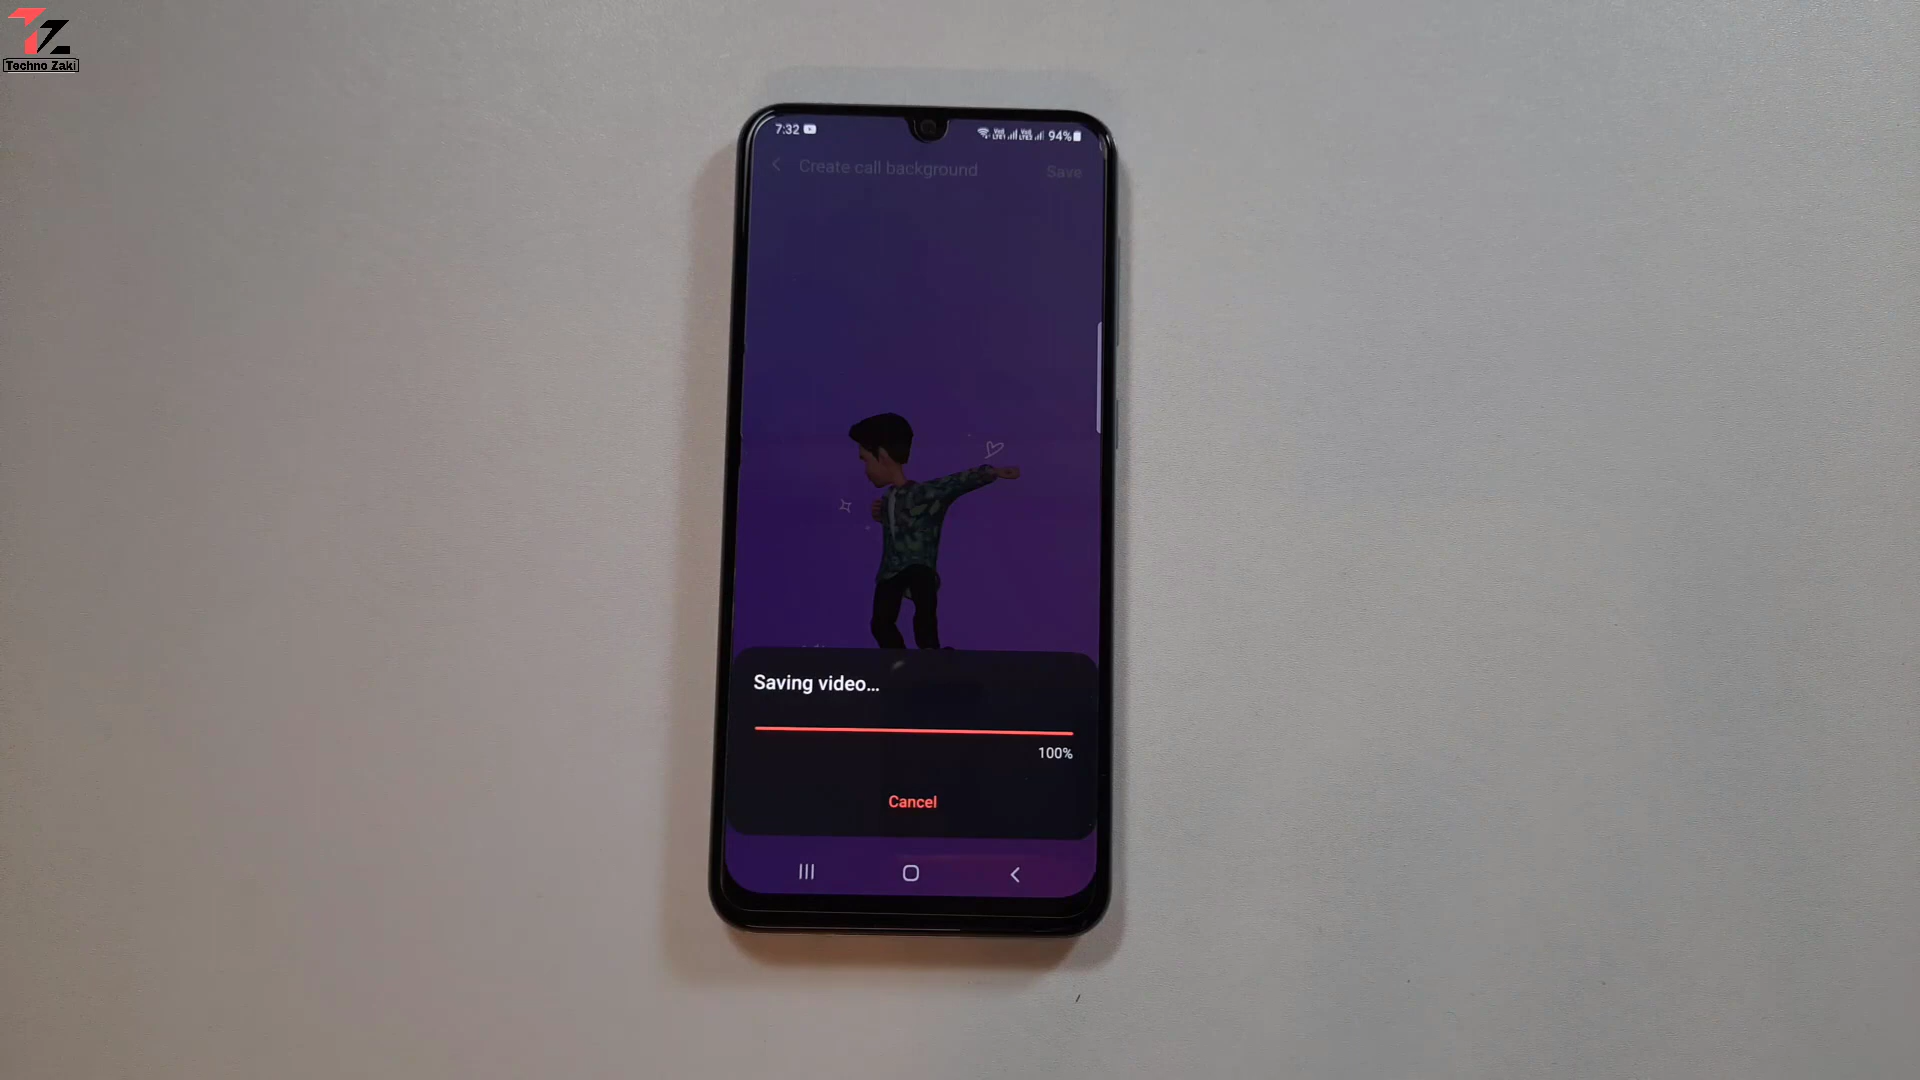 Techno Zaki
7:32
94%
Create call background
Save
Saving video...
100%
Cancel